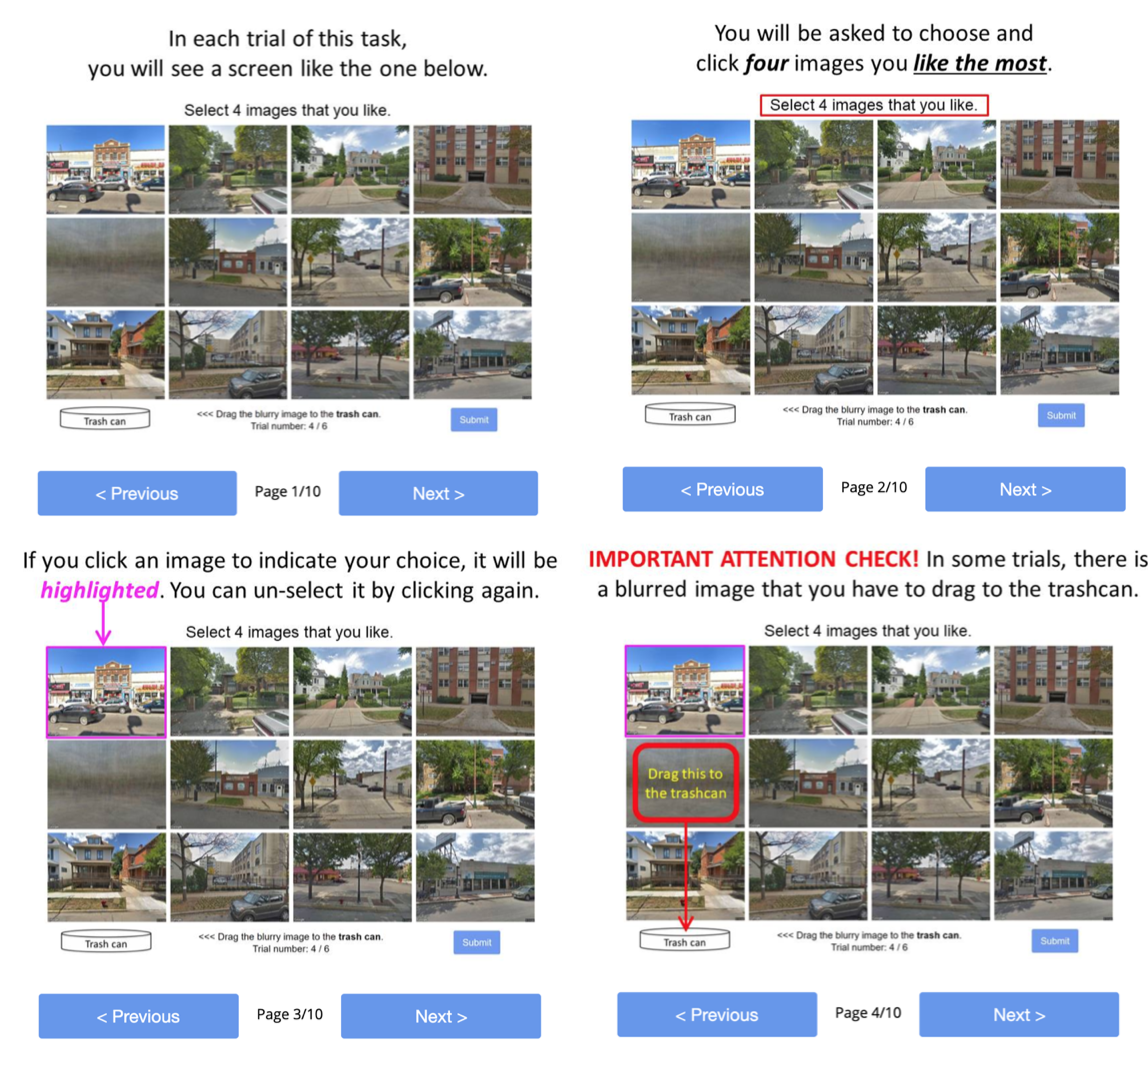 In each trial of this task,
you will see a screen like the one below.
Select 4 images that you like.
Trash can
<<< Drag the blurry image to the trash can.
Trial number: 4 / 6
Submit
< Previous
Page 1/10
Next >
You will be asked to choose and
click four images you like the most.
Select 4 images that you like.
Trash can
<<< Drag the blurry image to the trash can.
Trial number: 4 / 6
Submit
< Previous
Page 2/10
Next >
If you click an image to indicate your choice, it will be
highlighted. You can un-select it by clicking again.
Select 4 images that you like.
Trash can
<<< Drag the blurry image to the trash can.
Trial number: 4 / 6
Submit
< Previous
Page 3/10
Next >
IMPORTANT ATTENTION CHECK! In some trials, there is
a blurred image that you have to drag to the trashcan.
Select 4 images that you like.
Drag this to
the trashcan
Trash can
<<< Drag the blurry image to the trash can.
Trial number: 4 / 6
Submit
< Previous
Page 4/10
Next >